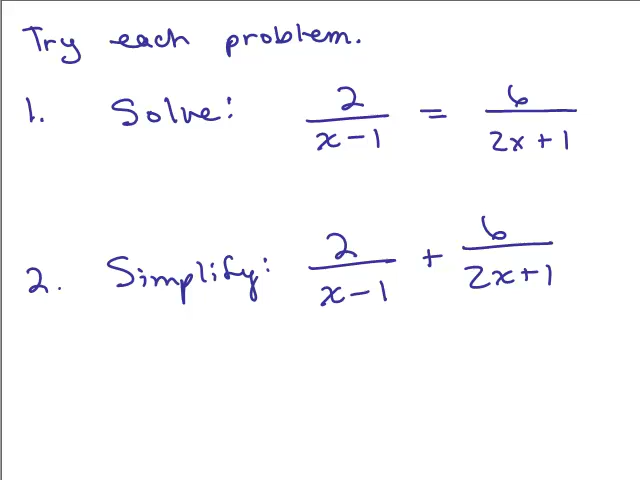 Try each problem.
1. Solve: 2/(x-1) = 6/(2x+1)
2. Simplify: 2/(x-1) + 6/(2x+1)